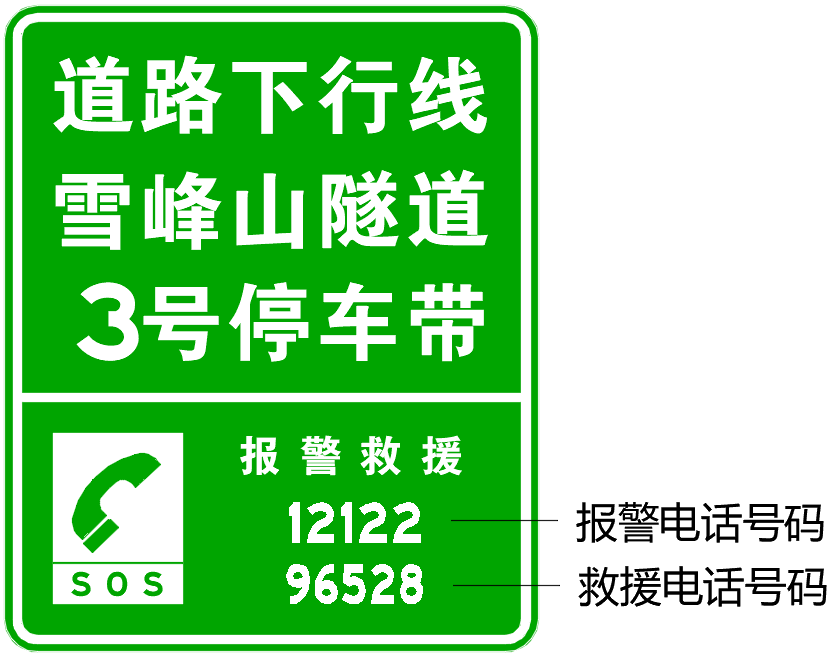 道路下行线
雪峰山隧道
3号停车带
报警救援
12122
报警电话号码
96528
救援电话号码
SOS